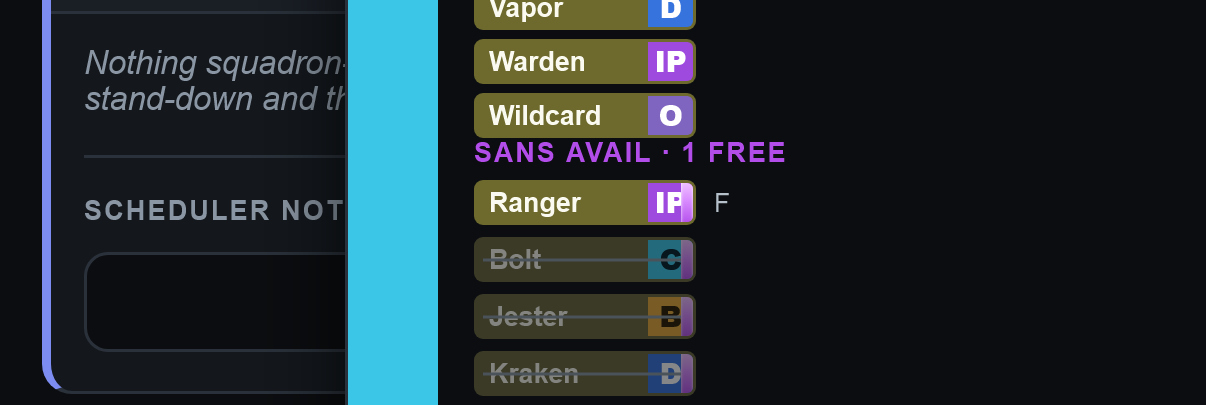 Nothing squadron-
stand-down and th
SCHEDULER NOT
Vapor D
Warden IP
Wildcard O
SANS AVAIL · 1 FREE
Ranger IP F
Bolt C
Jester B
Kraken D